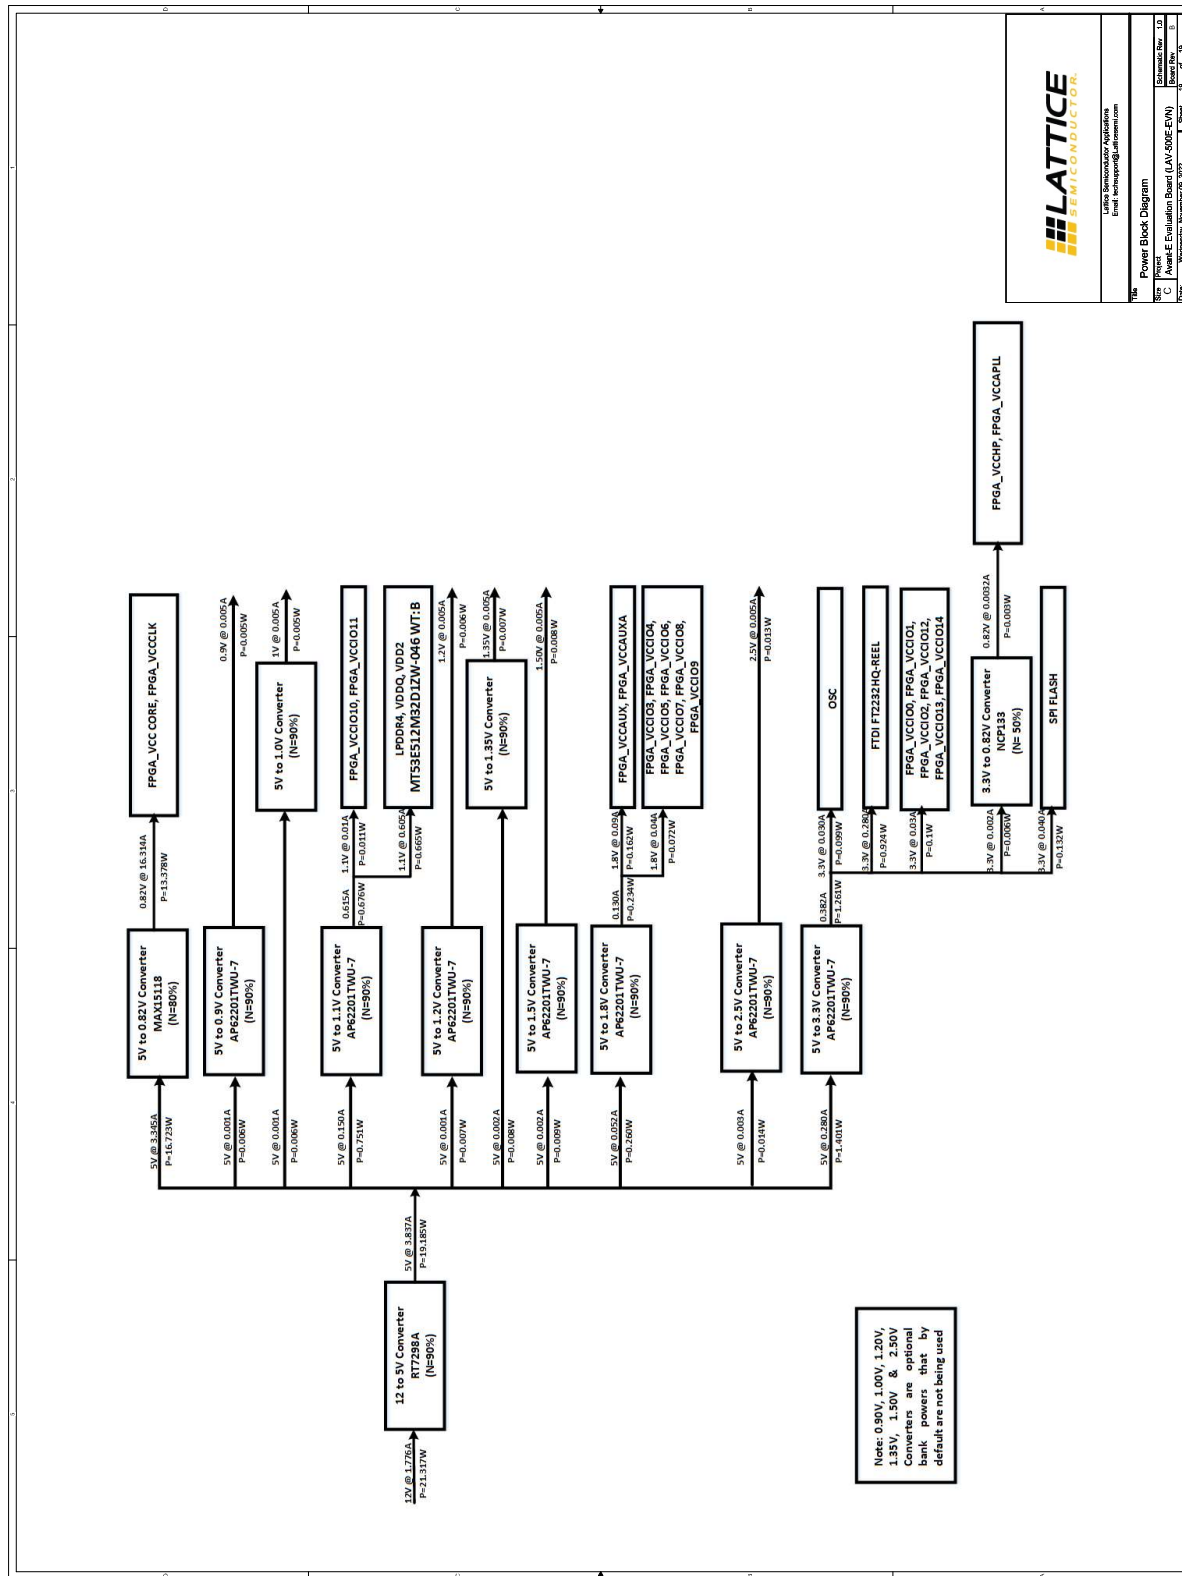 12V @ 1.776A
P=21.317W
12 to 5V Converter
RT7298A
(N=90%)
5V @ 3.837A
P=19.185W
5V @ 3.345A
P=16.723W
5V to 0.82V Converter
MAX15118
(N=80%)
0.82V @ 16.314A
P=13.378W
FPGA_VCC CORE, FPGA_VCCCLK
5V @ 0.001A
P=0.006W
5V to 0.9V Converter
AP62201TWU-7
(N=90%)
0.9V @ 0.005A
P=0.005W
5V @ 0.001A
P=0.006W
5V to 1.0V Converter
(N=90%)
1V @ 0.005A
P=0.005W
5V @ 0.150A
P=0.751W
5V to 1.1V Converter
AP62201TWU-7
(N=90%)
0.615A
P=0.676W
1.1V @ 0.01A
P=0.011W
FPGA_VCCIO10, FPGA_VCCIO11
1.1V @ 0.605A
P=0.665W
LPDDR4, VDDQ, VDD2
MT53E512M32D1ZW-046 WT:B
5V @ 0.001A
P=0.007W
5V to 1.2V Converter
AP62201TWU-7
(N=90%)
1.2V @ 0.005A
P=0.006W
5V @ 0.002A
P=0.008W
5V to 1.35V Converter
(N=90%)
1.35V @ 0.005A
P=0.007W
5V @ 0.002A
P=0.009W
5V to 1.5V Converter
AP62201TWU-7
(N=90%)
1.50V @ 0.005A
P=0.008W
5V @ 0.052A
P=0.260W
5V to 1.8V Converter
AP62201TWU-7
(N=90%)
0.130A
P=0.234W
1.8V @ 0.09A
P=0.162W
FPGA_VCCAUX, FPGA_VCCAUXA
1.8V @ 0.04A
P=0.072W
FPGA_VCCIO3, FPGA_VCCIO4,
FPGA_VCCIO5, FPGA_VCCIO6,
FPGA_VCCIO7, FPGA_VCCIO8,
FPGA_VCCIO9
5V @ 0.003A
P=0.014W
5V to 2.5V Converter
AP62201TWU-7
(N=90%)
2.5V @ 0.005A
P=0.013W
5V @ 0.280A
P=1.401W
5V to 3.3V Converter
AP62201TWU-7
(N=90%)
0.382A
P=1.261W
3.3V @ 0.030A
P=0.099W
OSC
3.3V @ 0.280A
P=0.924W
FTDI FT2232HQ-REEL
3.3V @ 0.03A
P=0.1W
FPGA_VCCIO0, FPGA_VCCIO1,
FPGA_VCCIO2, FPGA_VCCIO12,
FPGA_VCCIO13, FPGA_VCCIO14
3.3V @ 0.002A
P=0.006W
3.3V to 0.82V Converter
NCP133
(N= 50%)
0.82V @ 0.0032A
P=0.003W
FPGA_VCCHP, FPGA_VCCAPLL
3.3V @ 0.040A
P=0.132W
SPI FLASH
Note: 0.90V, 1.00V, 1.20V,
1.35V, 1.50V & 2.50V
Converters are optional
bank powers that by
default are not being used
LATTICE
SEMICONDUCTOR.
Lattice Semiconductor Applications
Email: techsupport@Latticesemi.com
Title
Power Block Diagram
Size
C
Project
Avant-E Evaluation Board (LAV-500E-EVN)
Schematic Rev 1.0
Board Rev B